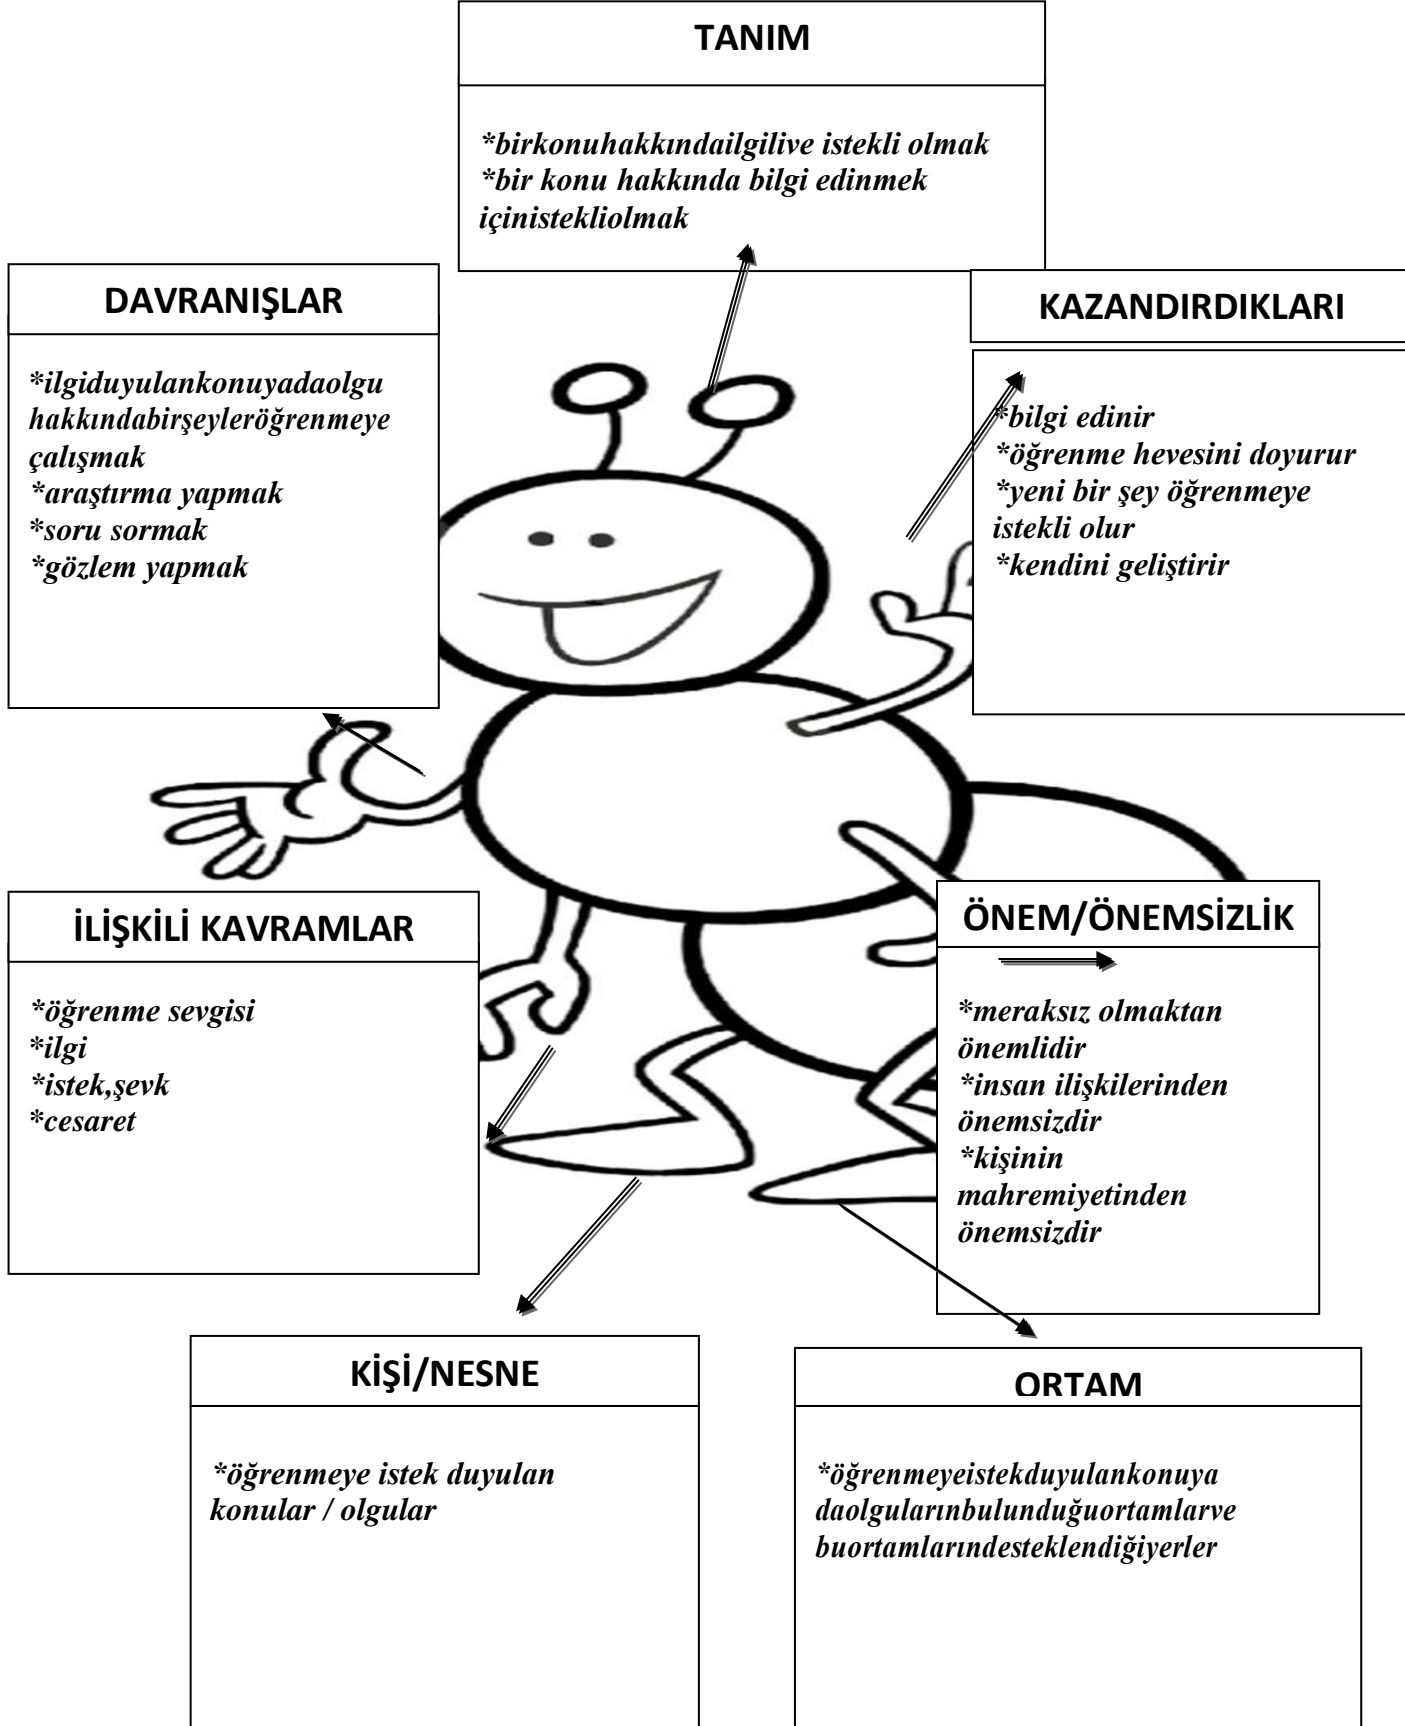 TANIM
*birkonuhakkındailgilive istekli olmak
*bir konu hakkında bilgi edinmek
içinistekliolmak
DAVRANIŞLAR
*ilgiduyulankonuyadaolgu
hakkındabirşeyleröğrenmeye
çalışmak
*araştırma yapmak
*soru sormak
*gözlem yapmak
KAZANDIRDIKLARI
*bilgi edinir
*öğrenme hevesini doyurur
*yeni bir şey öğrenmeye
istekli olur
*kendini geliştirir
İLİŞKİLİ KAVRAMLAR
*öğrenme sevgisi
*ilgi
*istek,şevk
*cesaret
ÖNEM/ÖNEMSİZLİK
*meraksız olmaktan
önemlidir
*insan ilişkilerinden
önemsizdir
*kişinin
mahremiyetinden
önemsizdir
KİŞİ/NESNE
*öğrenmeye istek duyulan
konular / olgular
ORTAM
*öğrenmeyeistekduyulankonuya
daolgularınbulunduğuortamlarve
buortamlarındesteklendiğiyerler